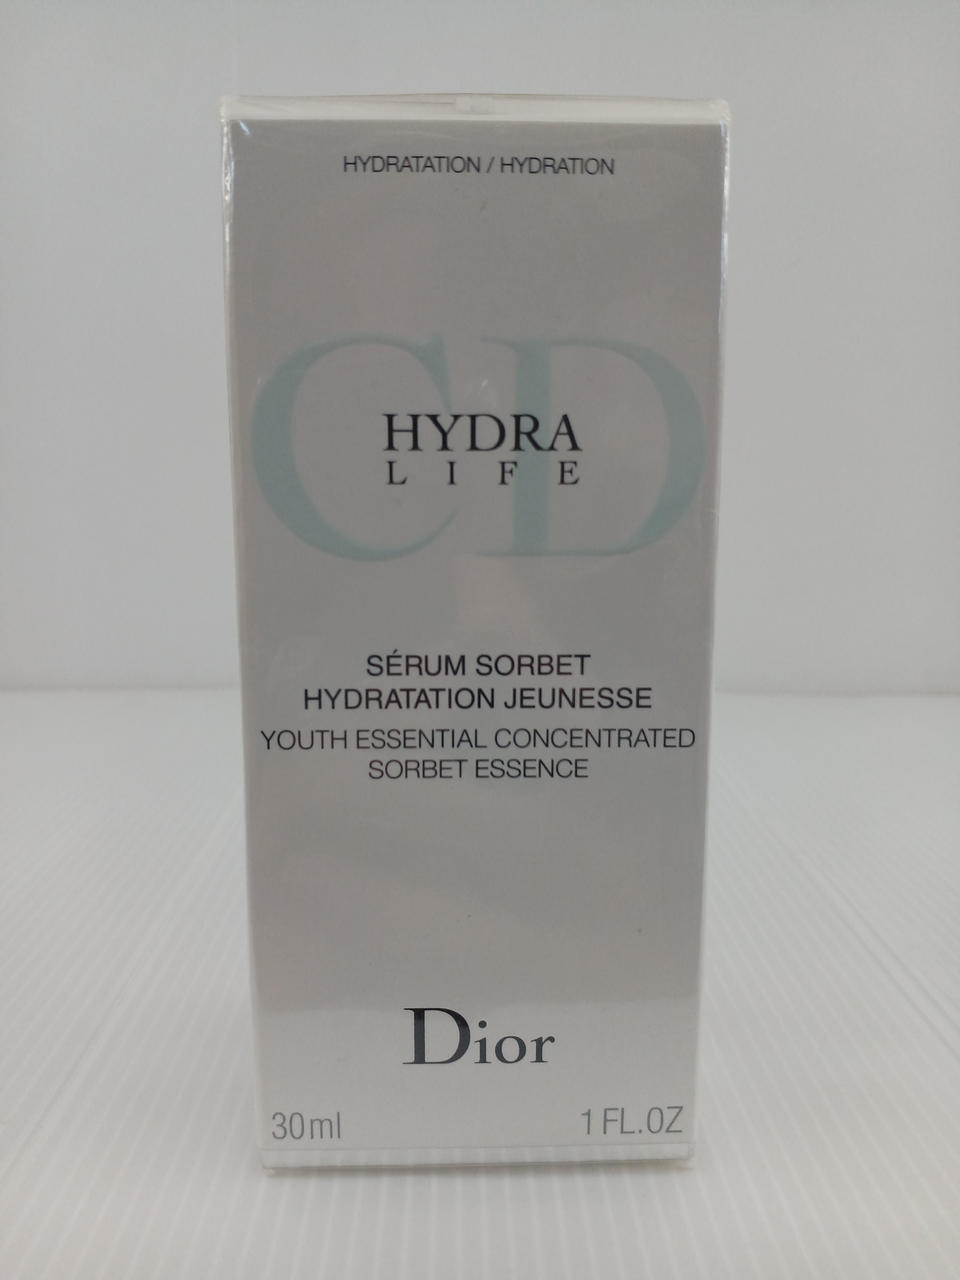 HYDRATATION / HYDRATION
CD
HYDRA
LIFE
SÉRUM SORBET
HYDRATATION JEUNESSE
YOUTH ESSENTIAL CONCENTRATED
SORBET ESSENCE
Dior
30ml 1 FL.OZ